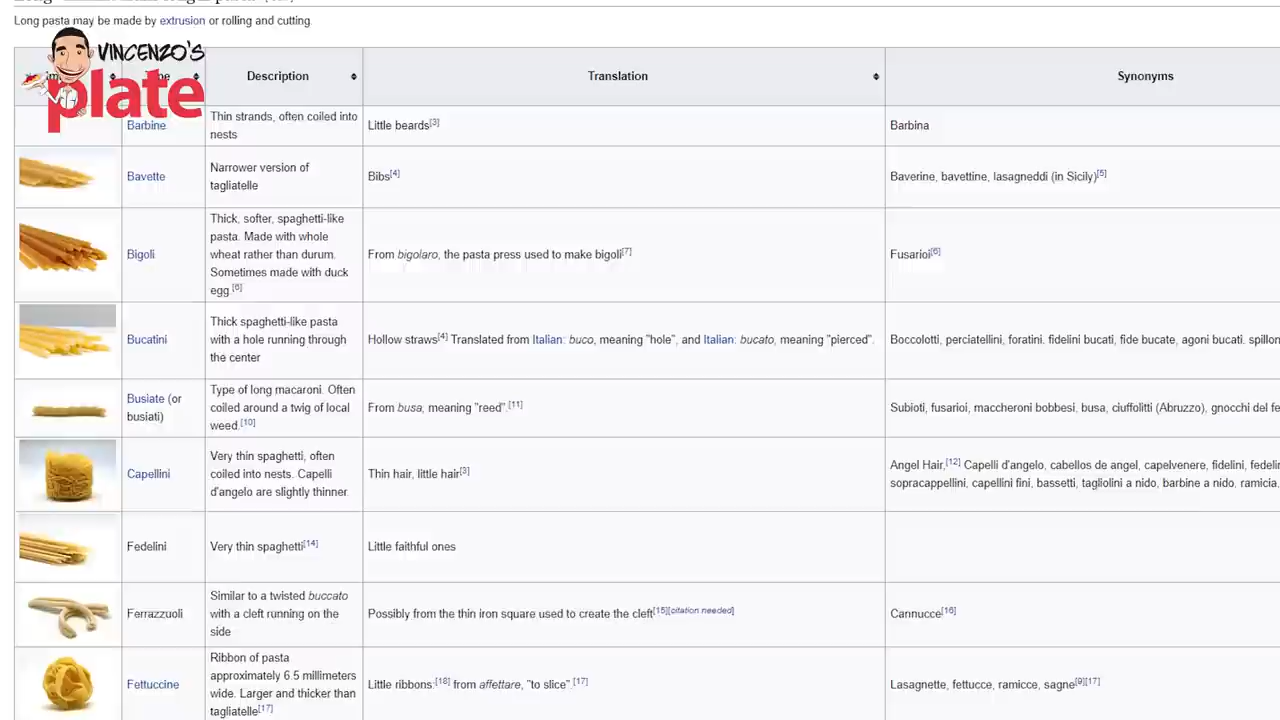 Long pasta may be made by extrusion or rolling and cutting.
VINCENZO'S
plate
Description
Translation
Synonyms
Barbine
Thin strands, often coiled into
nests
Little beards[3]
Barbina
Bavette
Narrower version of
tagliatelle
Bibs[4]
Baverine, bavettine, lasagneddi (in Sicily)[5]
Bigoli
Thick, softer, spaghetti-like
pasta. Made with whole
wheat rather than durum.
Sometimes made with duck
egg.[6]
From bigolaro, the pasta press used to make bigoli[7]
Fusarioi[6]
Bucatini
Thick spaghetti-like pasta
with a hole running through
the center
Hollow straws[4] Translated from Italian: buco, meaning "hole", and Italian: bucato, meaning "pierced".
Boccolotti, perciatellini, foratini. fidelini bucati, fide bucate, agoni bucati. spillon
Busiate (or
busiati)
Type of long macaroni. Often
coiled around a twig of local
weed.[10]
From busa, meaning "reed".[11]
Subioti, fusarioi, maccheroni bobbesi, busa, ciuffolitti (Abruzzo), gnocchi del fe
Capellini
Very thin spaghetti, often
coiled into nests. Capelli
d'angelo are slightly thinner.
Thin hair, little hair[3]
Angel Hair,[12] Capelli d'angelo, cabellos de angel, capelvenere, fidelini, fedelin
sopracappellini, capellini fini, bassetti, tagliolini a nido, barbine a nido, ramicia.
Fedelini
Very thin spaghetti[14]
Little faithful ones
Ferrazzuoli
Similar to a twisted buccato
with a cleft running on the
side
Possibly from the thin iron square used to create the cleft[15][citation needed]
Cannucce[16]
Fettuccine
Ribbon of pasta
approximately 6.5 millimeters
wide. Larger and thicker than
tagliatelle[17]
Little ribbons:[18] from affettare, "to slice".[17]
Lasagnette, fettucce, ramicce, sagne[9][17]